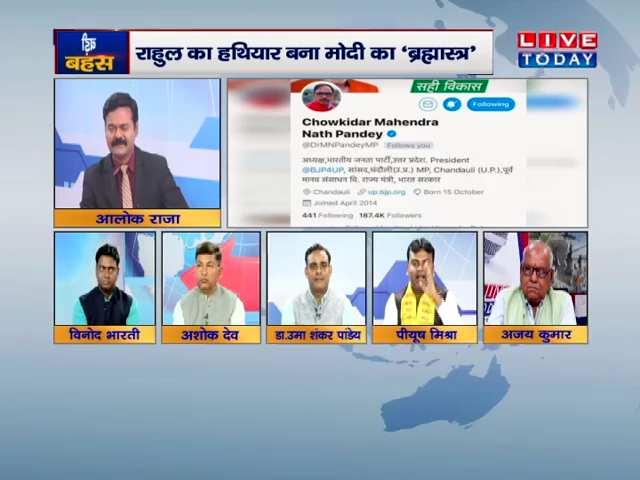 बड़ी
बहस
राहुल का हथियार बना मोदी का ‘ब्रह्मास्त्र’
LIVE
TODAY
सही विकास
Chowkidar Mahendra
Nath Pandey
Following
@DrMNPandeyMP Follows you
अध्यक्ष,भारतीय जनता पार्टी,उत्तर प्रदेश. President
@BJP4UP, सांसद,चंदौली(उ.प्र.) MP, Chandauli (U.P.),पूर्व
मानव संसाधन वि. राज्य मंत्री, भारत सरकार
Chandauli up.bjp.org Born 15 October
Joined April 2014
441 Following 187.4K Followers
आलोक राजा
विनोद भारती
अशोक देव
डा.उमा शंकर पांडेय
पीयूष मिश्रा
अजय कुमार